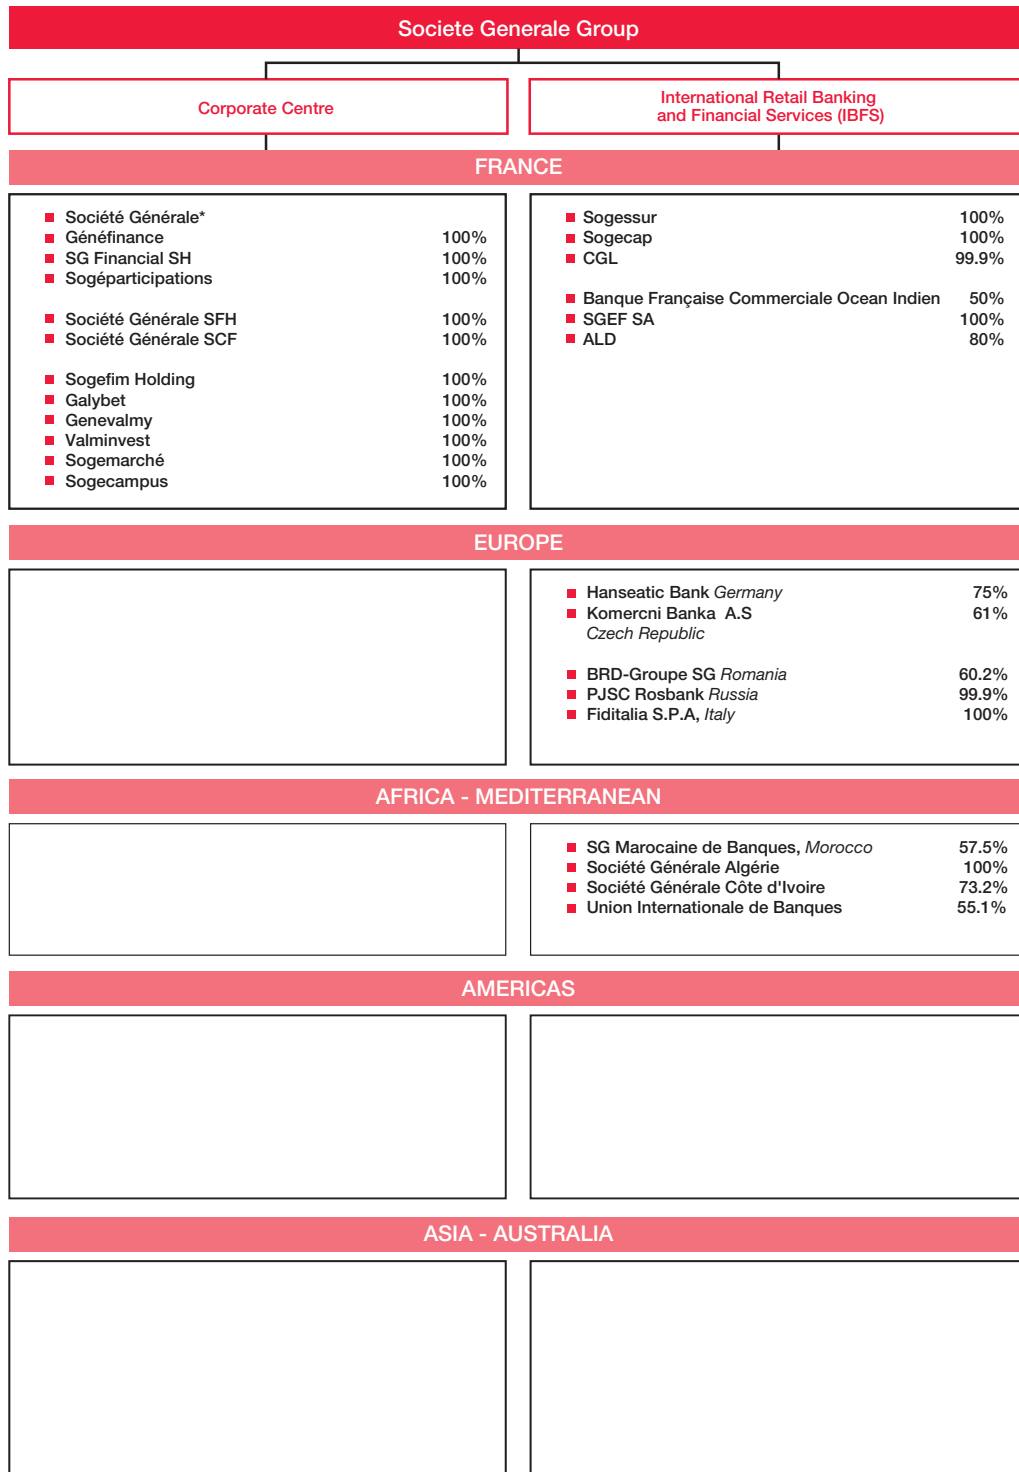 Societe Generale Group
Corporate Centre
International Retail Banking
and Financial Services (IBFS)
FRANCE
Société Générale*
Généfinance 100%
SG Financial SH 100%
Sogéparticipations 100%
Société Générale SFH 100%
Société Générale SCF 100%
Sogefim Holding 100%
Galybet 100%
Genevalmy 100%
Valminvest 100%
Sogemarché 100%
Sogecampus 100%
Sogessur 100%
Sogecap 100%
CGL 99.9%
Banque Française Commerciale Ocean Indien 50%
SGEF SA 100%
ALD 80%
EUROPE
Hanseatic Bank Germany 75%
Komercni Banka A.S 61%
Czech Republic
BRD-Groupe SG Romania 60.2%
PJSC Rosbank Russia 99.9%
Fiditalia S.P.A, Italy 100%
AFRICA - MEDITERRANEAN
SG Marocaine de Banques, Morocco 57.5%
Société Générale Algérie 100%
Société Générale Côte d'Ivoire 73.2%
Union Internationale de Banques 55.1%
AMERICAS
ASIA - AUSTRALIA